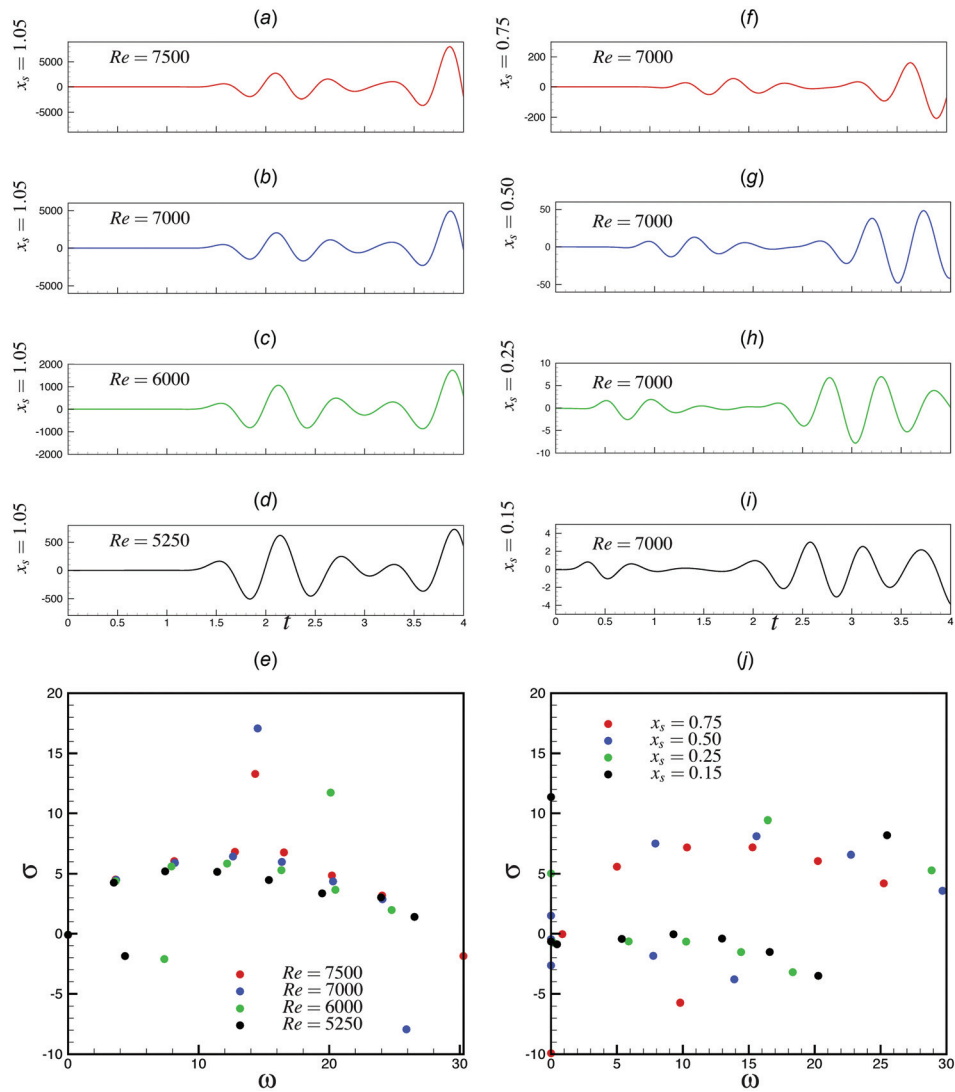 (a)
x_s = 1.05
Re = 7500
5000
0
-5000
(b)
x_s = 1.05
Re = 7000
5000
0
-5000
(c)
x_s = 1.05
Re = 6000
2000
1000
0
-1000
-2000
(d)
x_s = 1.05
Re = 5250
500
0
-500
0 0.5 1 1.5 2 2.5 3 3.5 4
t
(e)
σ
20
15
10
5
0
-5
-10
Re = 7500
Re = 7000
Re = 6000
Re = 5250
0 10 20 30
ω
(f)
x_s = 0.75
Re = 7000
200
0
-200
(g)
x_s = 0.50
Re = 7000
50
0
-50
(h)
x_s = 0.25
Re = 7000
10
5
0
-5
-10
(i)
x_s = 0.15
Re = 7000
4
2
0
-2
-4
0 0.5 1 1.5 2 2.5 3 3.5 4
t
(j)
σ
20
15
10
5
0
-5
-10
x_s = 0.75
x_s = 0.50
x_s = 0.25
x_s = 0.15
0 5 10 15 20 25 30
ω